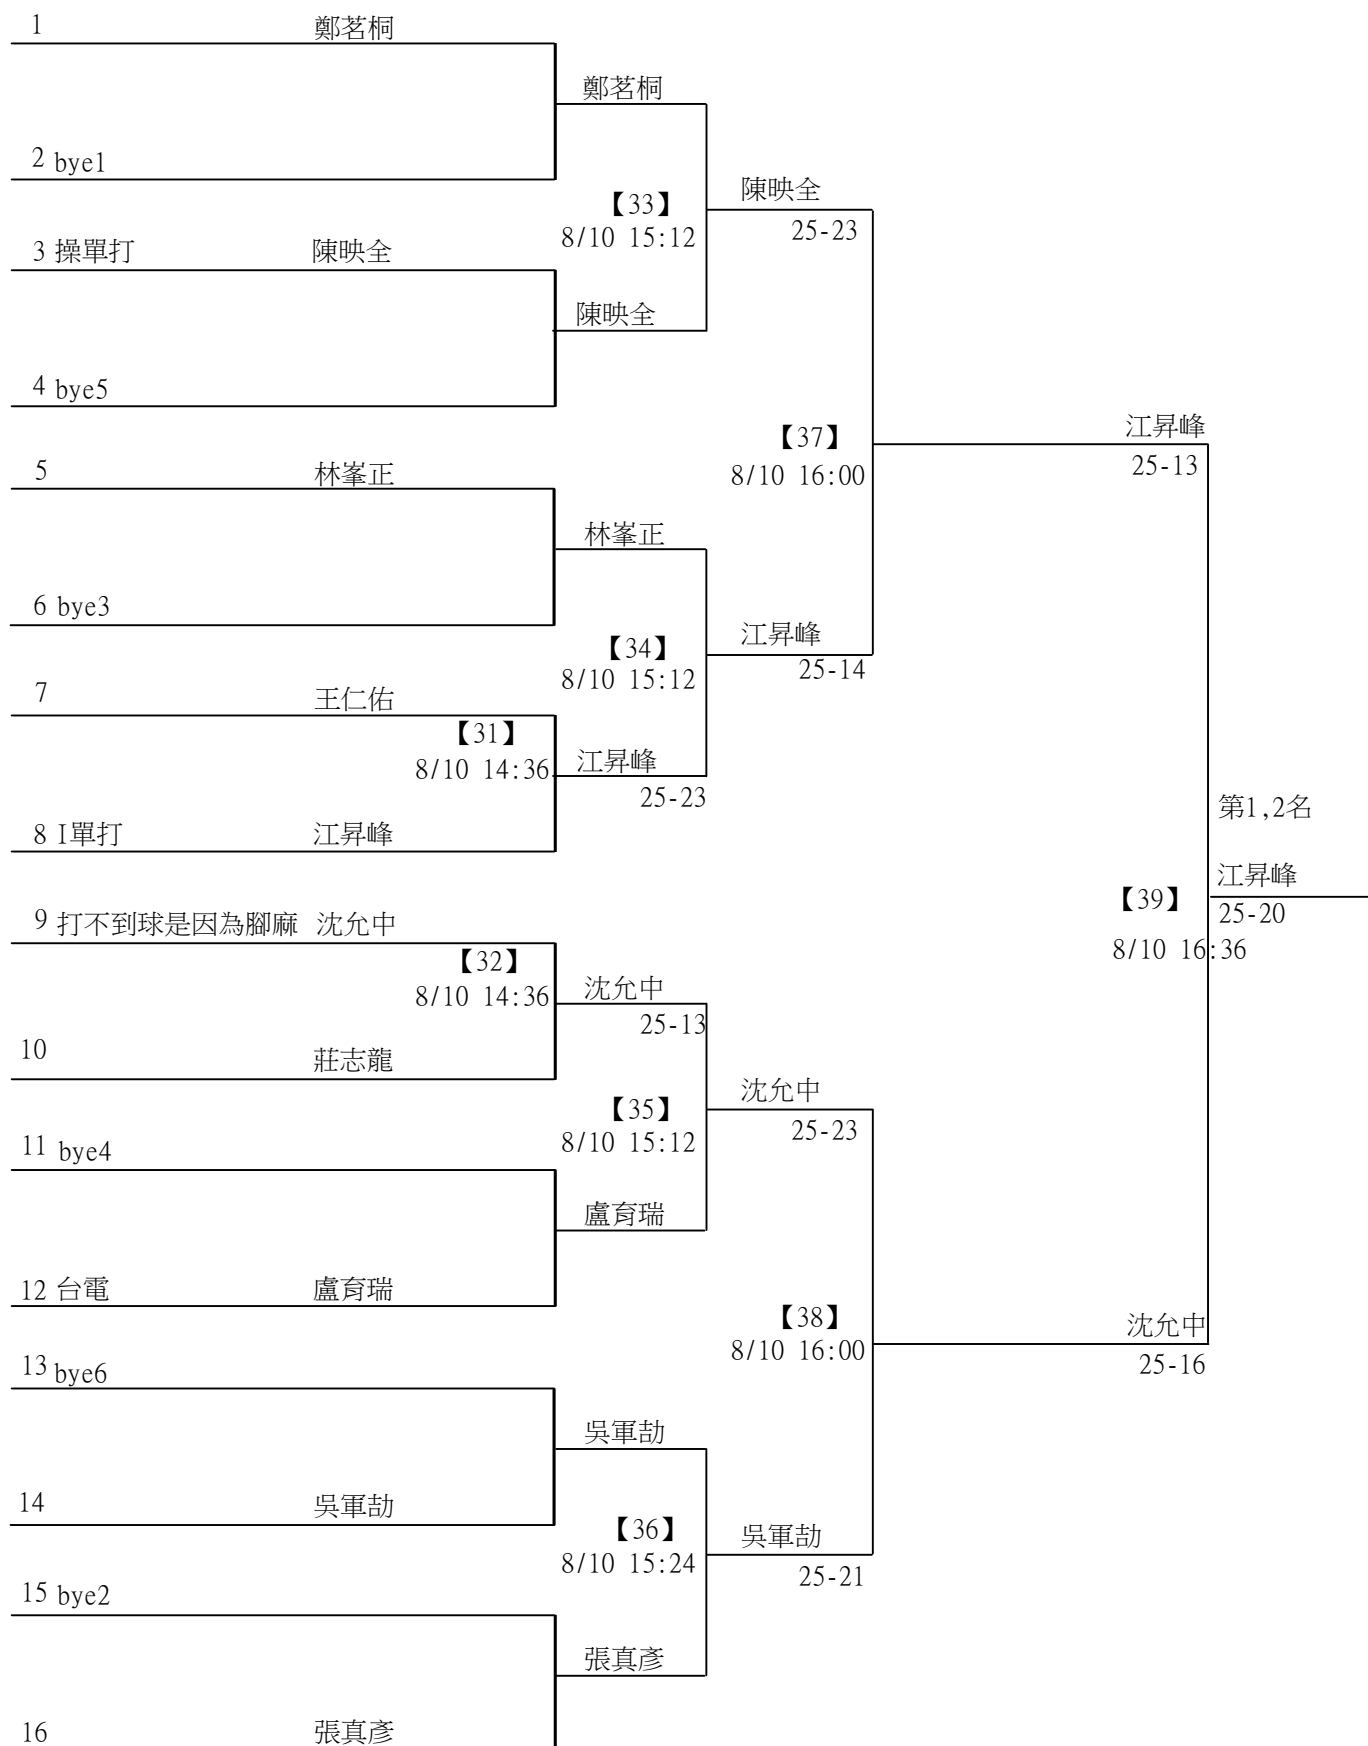 1 鄭茗桐
鄭茗桐
2 bye1
陳映全
【33】
25-23
8/10 15:12
3 操單打 陳映全
陳映全
4 bye5
江昇峰
【37】
25-13
8/10 16:00
5 林峯正
林峯正
6 bye3
江昇峰
【34】
25-14
8/10 15:12
7 王仁佑
【31】
8/10 14:36
江昇峰
25-23
第1,2名
8 I單打 江昇峰
江昇峰
【39】
25-20
8/10 16:36
9 打不到球是因為腳麻 沈允中
【32】
8/10 14:36
沈允中
25-13
10 莊志龍
沈允中
【35】
25-23
8/10 15:12
11 bye4
盧育瑞
12 台電 盧育瑞
【38】
沈允中
8/10 16:00
25-16
13 bye6
吳軍劼
14 吳軍劼
【36】
吳軍劼
8/10 15:24
25-21
15 bye2
張真彥
16 張真彥